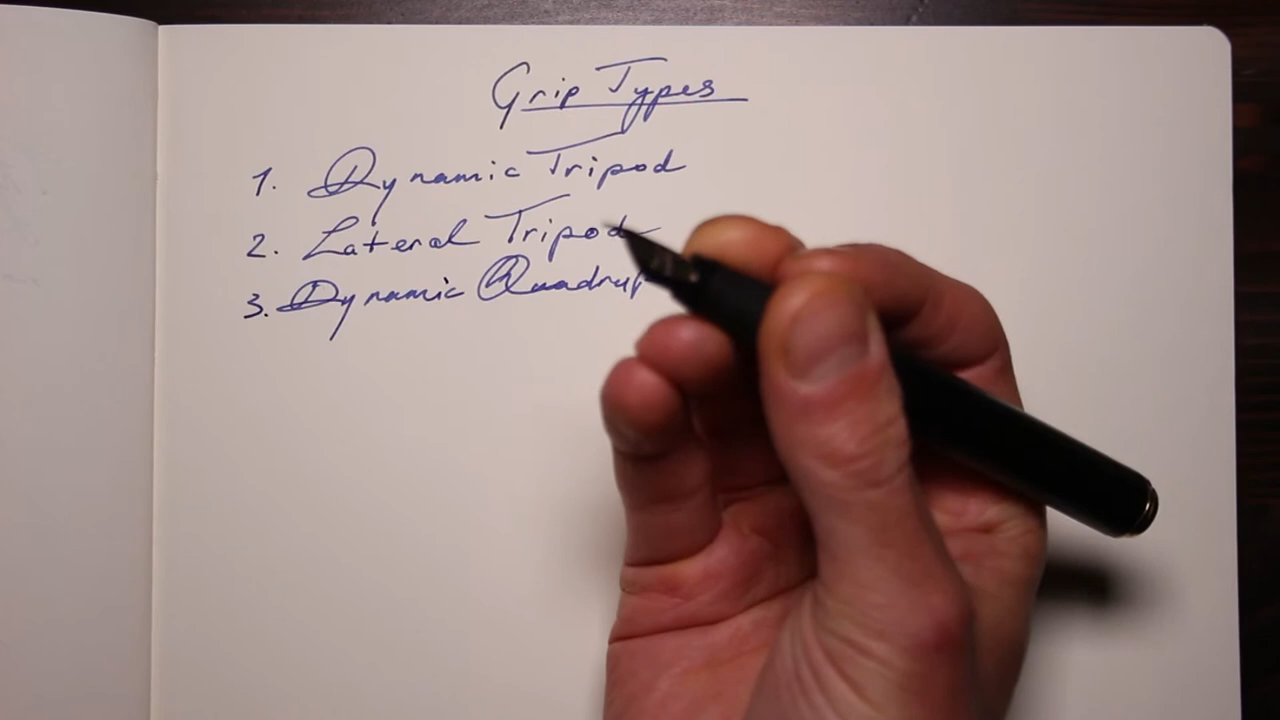 Grip Types
1. Dynamic Tripod
2. Lateral Tripod
3. Dynamic Quadrup